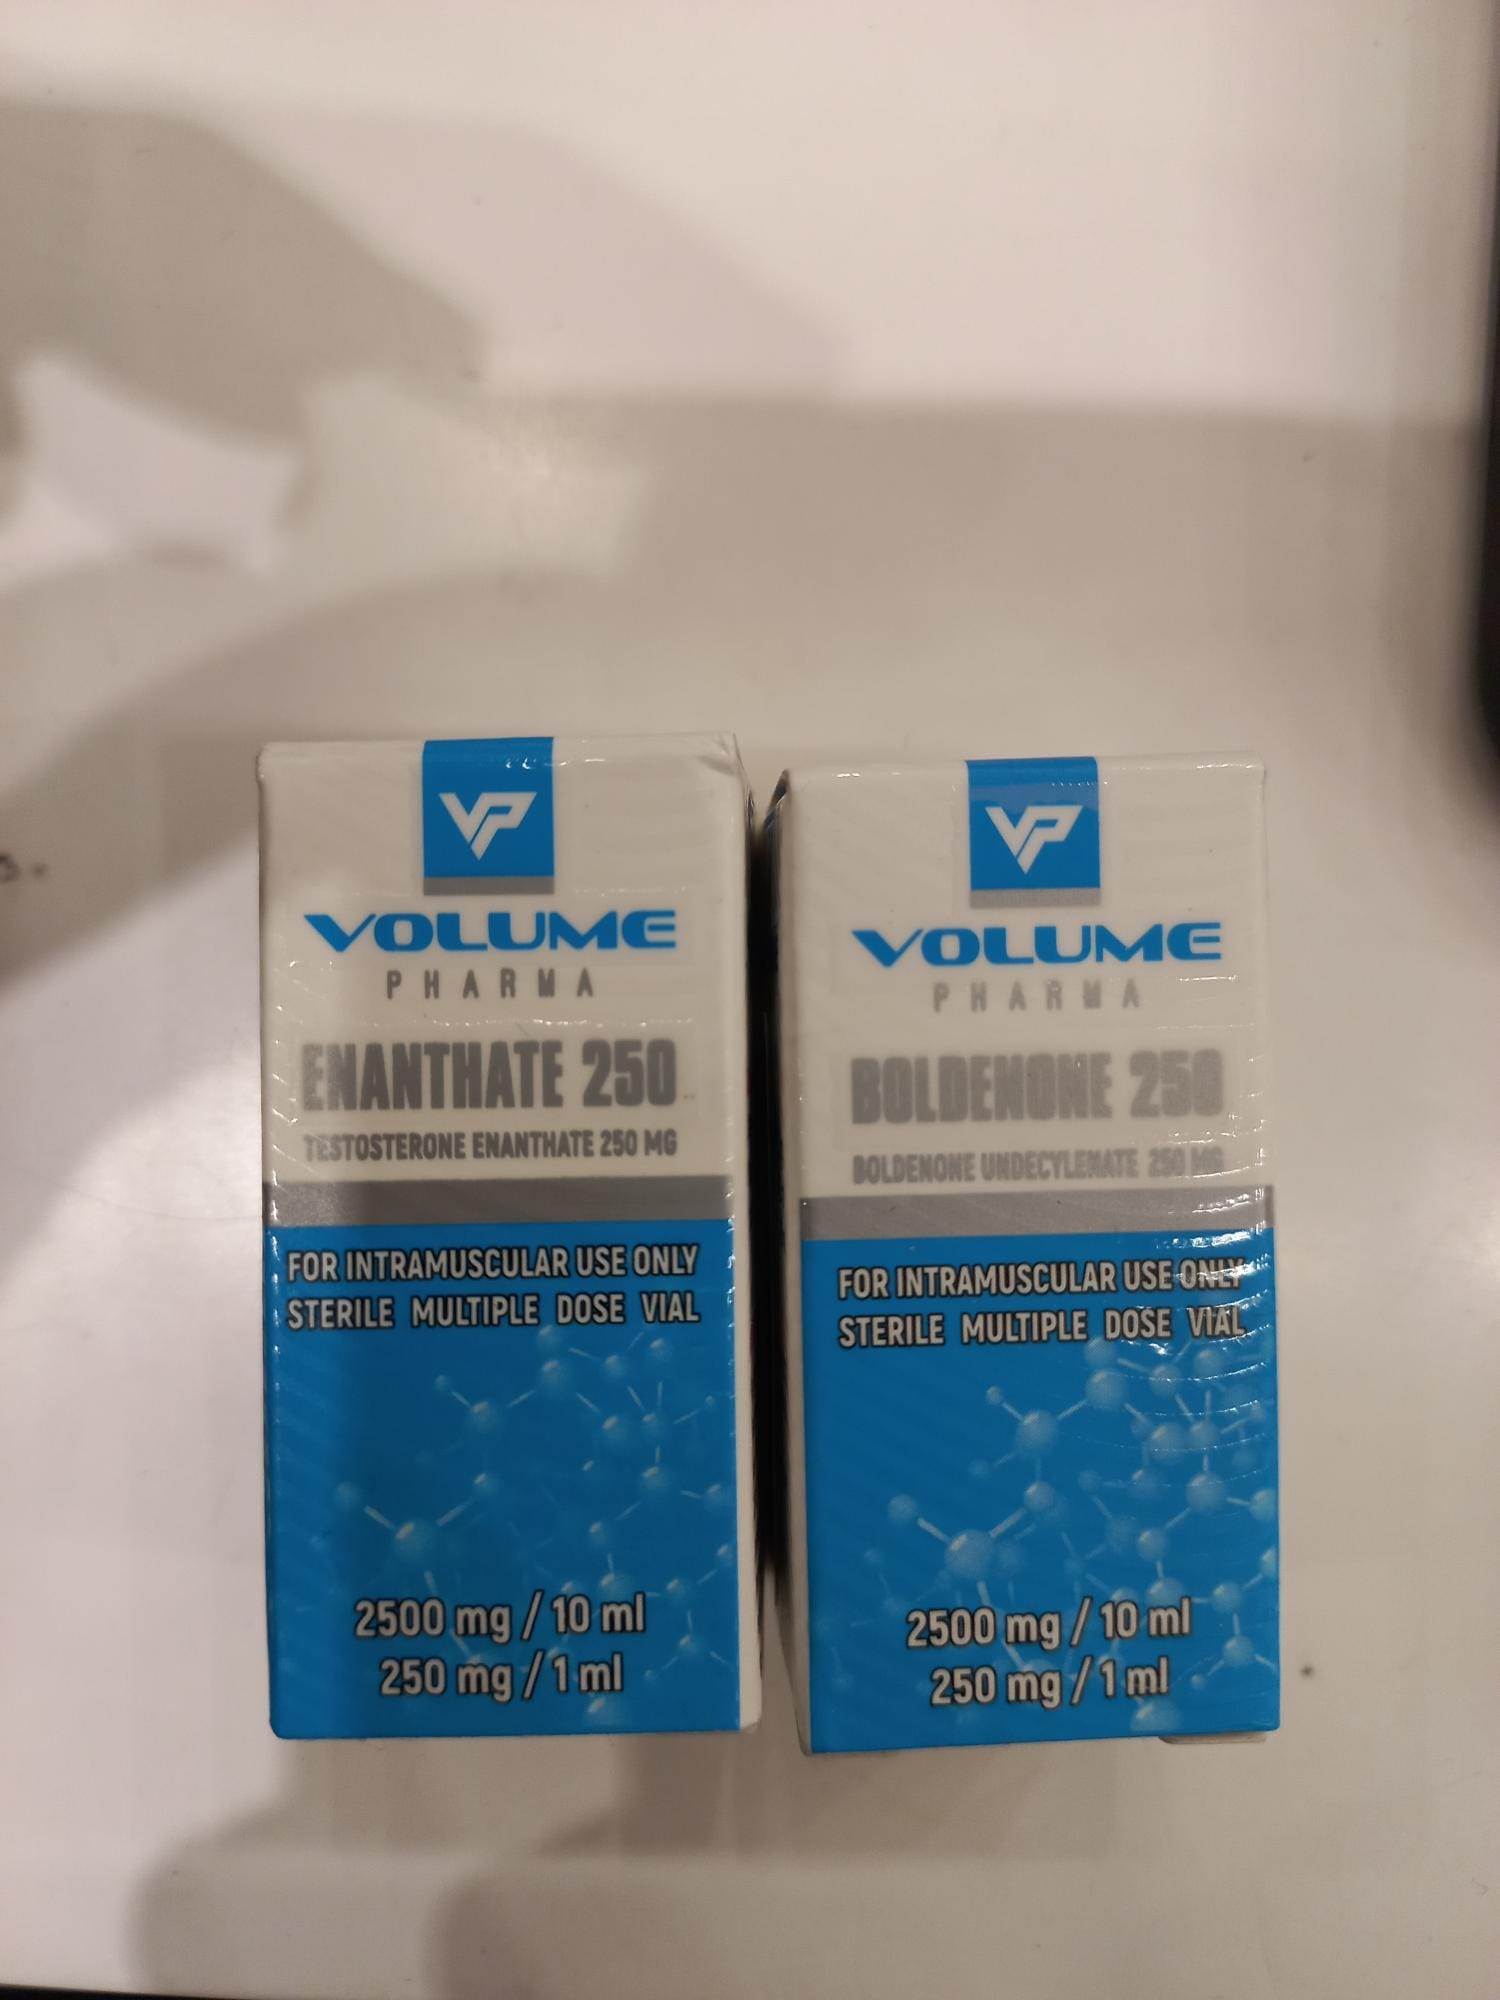 VP
VOLUME
PHARMA
ENANTHATE 250
TESTOSTERONE ENANTHATE 250 MG
FOR INTRAMUSCULAR USE ONLY
STERILE MULTIPLE DOSE VIAL
2500 mg / 10 ml
250 mg / 1 ml
VP
VOLUME
PHARMA
BOLDENONE 250
BOLDENONE UNDECYLENATE 250 MG
FOR INTRAMUSCULAR USE ONLY
STERILE MULTIPLE DOSE VIAL
2500 mg / 10 ml
250 mg / 1 ml